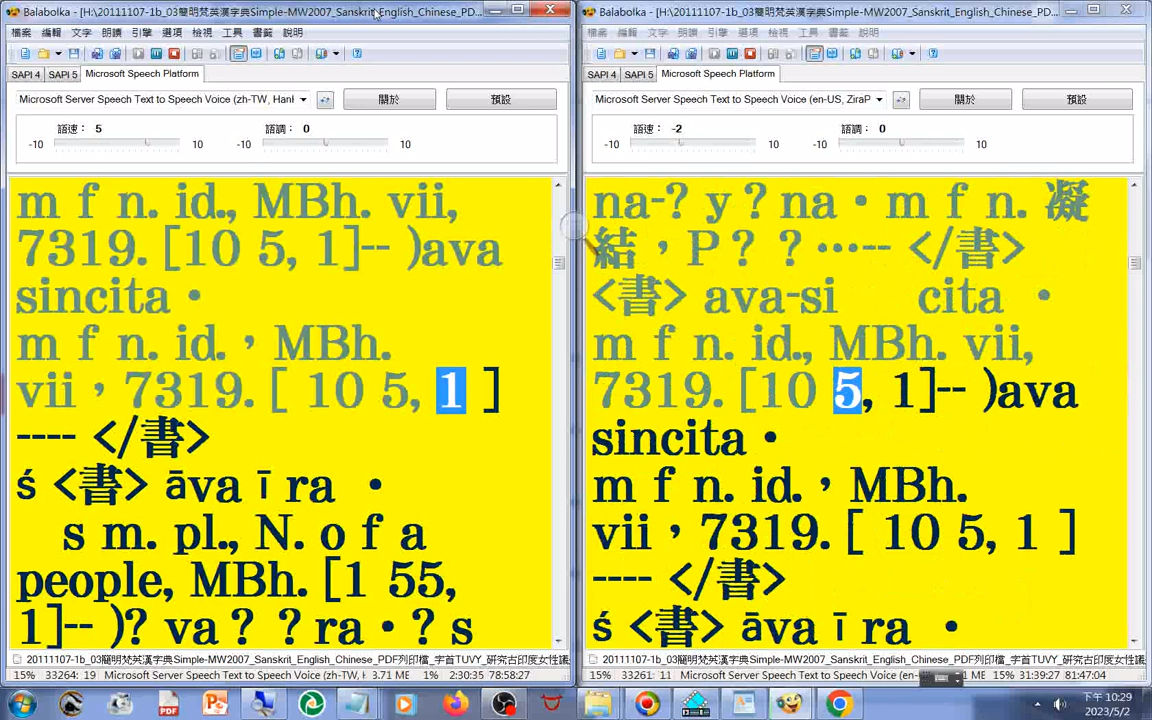 Balabolka - [H:\20111107-1b_03簡明梵英漢字典Simple-MW2007_Sanskrit_English_Chinese_PD...
檔案 編輯 文字 朗讀 引擎 選項 檢視 工具 書籤 說明
SAPI 4 SAPI 5 Microsoft Speech Platform
Microsoft Server Speech Text to Speech Voice (zh-TW, HanI
關於 預設
語速: 5 語調: 0
-10 10 -10 10
m f n. id., MBh. vii,
7319. [10 5, 1]-- )ava
sincita •
m f n. id. , MBh.
vii , 7319. [ 10 5, 1 ]
---- </書>
ś <書> āva ī ra •
s m. pl., N. o f a
people, MBh. [1 55,
1]-- )? va ? ? ra • ? s
20111107-1b_03簡明梵英漢字典Simple-MW2007_Sanskrit_English_Chinese_PDF列印檔_字首TUVY_研究古印度女性議
15% 33264: 19 Microsoft Server Speech Text to Speech Voice (zh-TW, H 3.71 ME 1% 2:30:35 78:58:27
Balabolka - [H:\20111107-1b_03簡明梵英漢字典Simple-MW2007_Sanskrit_English_Chinese_PDF...
檔案 編輯 文字 朗讀 引擎 選項 檢視 工具 書籤 說明
SAPI 4 SAPI 5 Microsoft Speech Platform
Microsoft Server Speech Text to Speech Voice (en-US, ZiraP
關於 預設
語速: -2 語調: 0
-10 10 -10 10
na-? y ? na • m f n. 凝
結 , P ? ? …-- </書>
<書> ava-si cita •
m f n. id., MBh. vii,
7319. [10 5, 1]-- )ava
sincita •
m f n. id. , MBh.
vii , 7319. [ 10 5, 1 ]
---- </書>
ś <書> āva ī ra •
20111107-1b_03簡明梵英漢字典Simple-MW2007_Sanskrit_English_Chinese_PDF列印檔_字首TUVY_研究古印度女性議
15% 33261: 11 Microsoft Server Speech Text to Speech Voice (en-U ME 15% 31:39:27 81:47:04
下午 10:29
2023/5/2